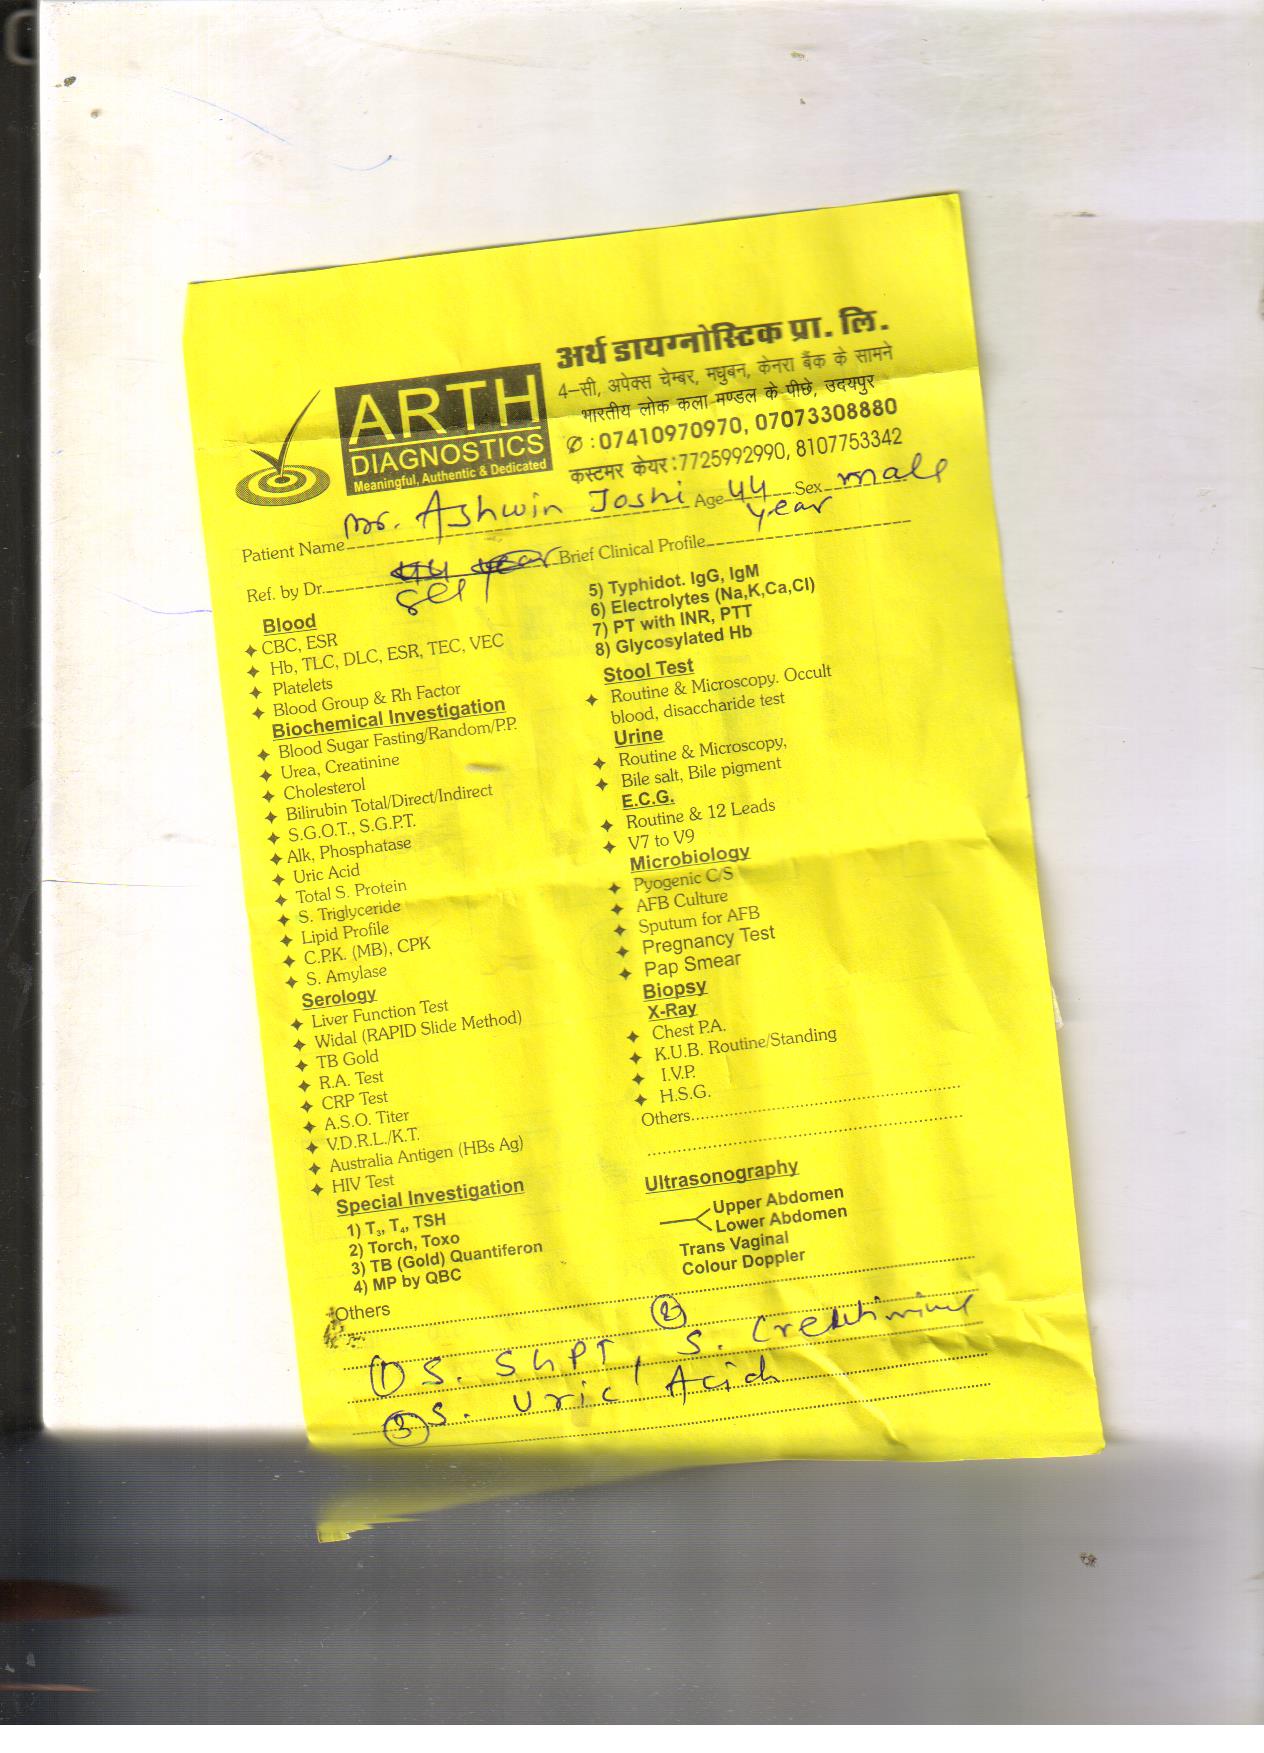 अर्थ डायग्नोस्टिक प्रा. लि.
4-सी, अपेक्स चेम्बर, मधुबन, केनरा बैंक के सामने
भारतीय लोक कला मण्डल के पीछे, उदयपुर
✆ : 07410970970, 07073308880
कस्टमर केयर : 7725992990, 8107753342
ARTH
DIAGNOSTICS
Meaningful, Authentic & Dedicated
Patient Name Mr. Ashwin Joshi Age 44 year Sex male
Ref. by Dr. Self Brief Clinical Profile
Blood
CBC, ESR
Hb, TLC, DLC, ESR, TEC, VEC
Platelets
Blood Group & Rh Factor
Biochemical Investigation
Blood Sugar Fasting/Random/P.P.
Urea, Creatinine
Cholesterol
Bilirubin Total/Direct/Indirect
S.G.O.T., S.G.P.T.
Alk, Phosphatase
Uric Acid
Total S. Protein
S. Triglyceride
Lipid Profile
C.P.K. (MB), CPK
S. Amylase
Serology
Liver Function Test
Widal (RAPID Slide Method)
TB Gold
R.A. Test
CRP Test
A.S.O. Titer
V.D.R.L./K.T.
Australia Antigen (HBs Ag)
HIV Test
Special Investigation
1) T₃, T₄, TSH
2) Torch, Toxo
3) TB (Gold) Quantiferon
4) MP by QBC
5) Typhidot. IgG, IgM
6) Electrolytes (Na,K,Ca,Cl)
7) PT with INR, PTT
8) Glycosylated Hb
Stool Test
Routine & Microscopy. Occult
blood, disaccharide test
Urine
Routine & Microscopy,
Bile salt, Bile pigment
E.C.G.
Routine & 12 Leads
V7 to V9
Microbiology
Pyogenic C/S
AFB Culture
Sputum for AFB
Pregnancy Test
Pap Smear
Biopsy
X-Ray
Chest P.A.
K.U.B. Routine/Standing
I.V.P.
H.S.G.
Others
Ultrasonography
Upper Abdomen
Lower Abdomen
Trans Vaginal
Colour Doppler
Others
① S. SGPT, ② S. Creatinine
③ S. Uric Acid